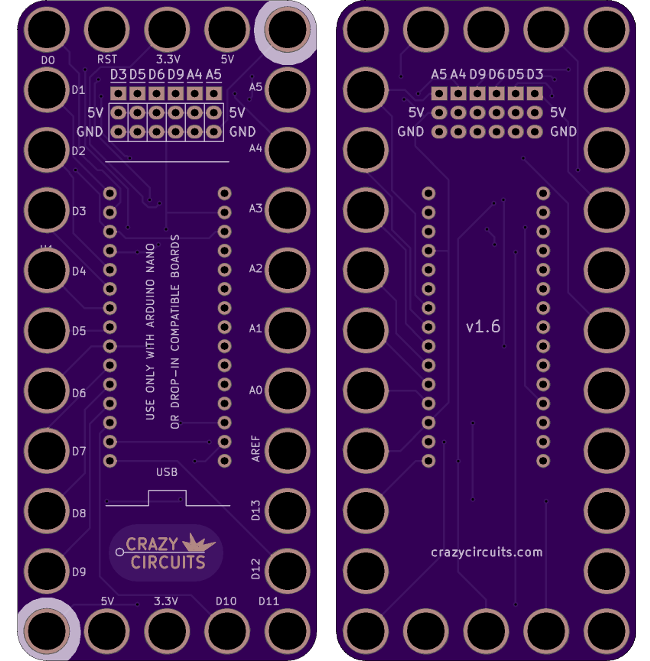 D0 RST 3.3V 5V
D3 D5 D6 D9 A4 A5
D1
A5
5V 5V
GND GND
D2
A4
D3
A3
D4
A2
D5
A1
D6
A0
D7
AREF
D8
D13
D9
D12
USE ONLY WITH ARDUINO NANO
OR DROP-IN COMPATIBLE BOARDS
USB
CRAZY
CIRCUITS
5V 3.3V D10 D11
A5 A4 D9 D6 D5 D3
5V 5V
GND GND
v1.6
crazycircuits.com